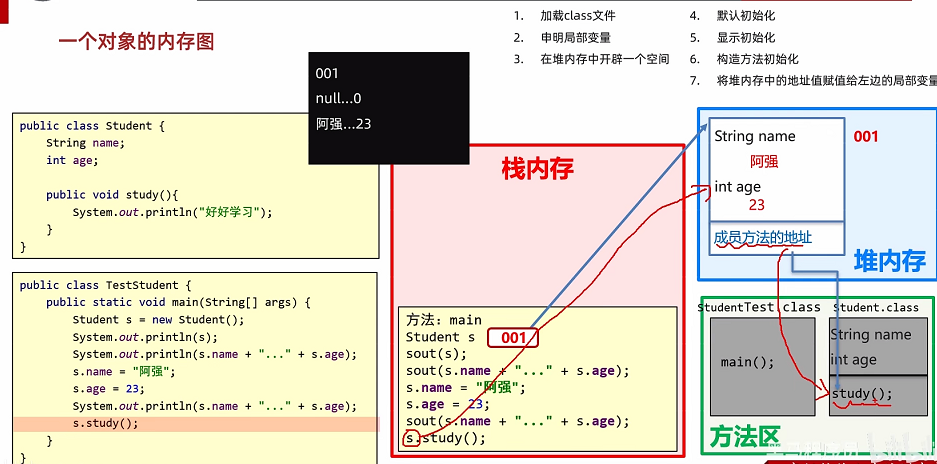 1. 加载class文件
2. 申明局部变量
3. 在堆内存中开辟一个空间
4. 默认初始化
5. 显示初始化
6. 构造方法初始化
7. 将堆内存中的地址值赋值给左边的局部变量
一个对象的内存图
001
null...0
阿强...23
public class Student {
String name;
int age;
public void study(){
System.out.println("好好学习");
}
}
public class TestStudent {
public static void main(String[] args) {
Student s = new Student();
System.out.println(s);
System.out.println(s.name + "..." + s.age);
s.name = "阿强";
s.age = 23;
System.out.println(s.name + "..." + s.age);
s.study();
}
}
栈内存
方法：main
Student s 001
sout(s);
sout(s.name + "..." + s.age);
s.name = "阿强";
s.age = 23;
sout(s.name + "..." + s.age);
s.study();
String name
阿强
int age
23
成员方法的地址
001
堆内存
StudentTest.class
main();
Student.class
String name
int age
study();
方法区